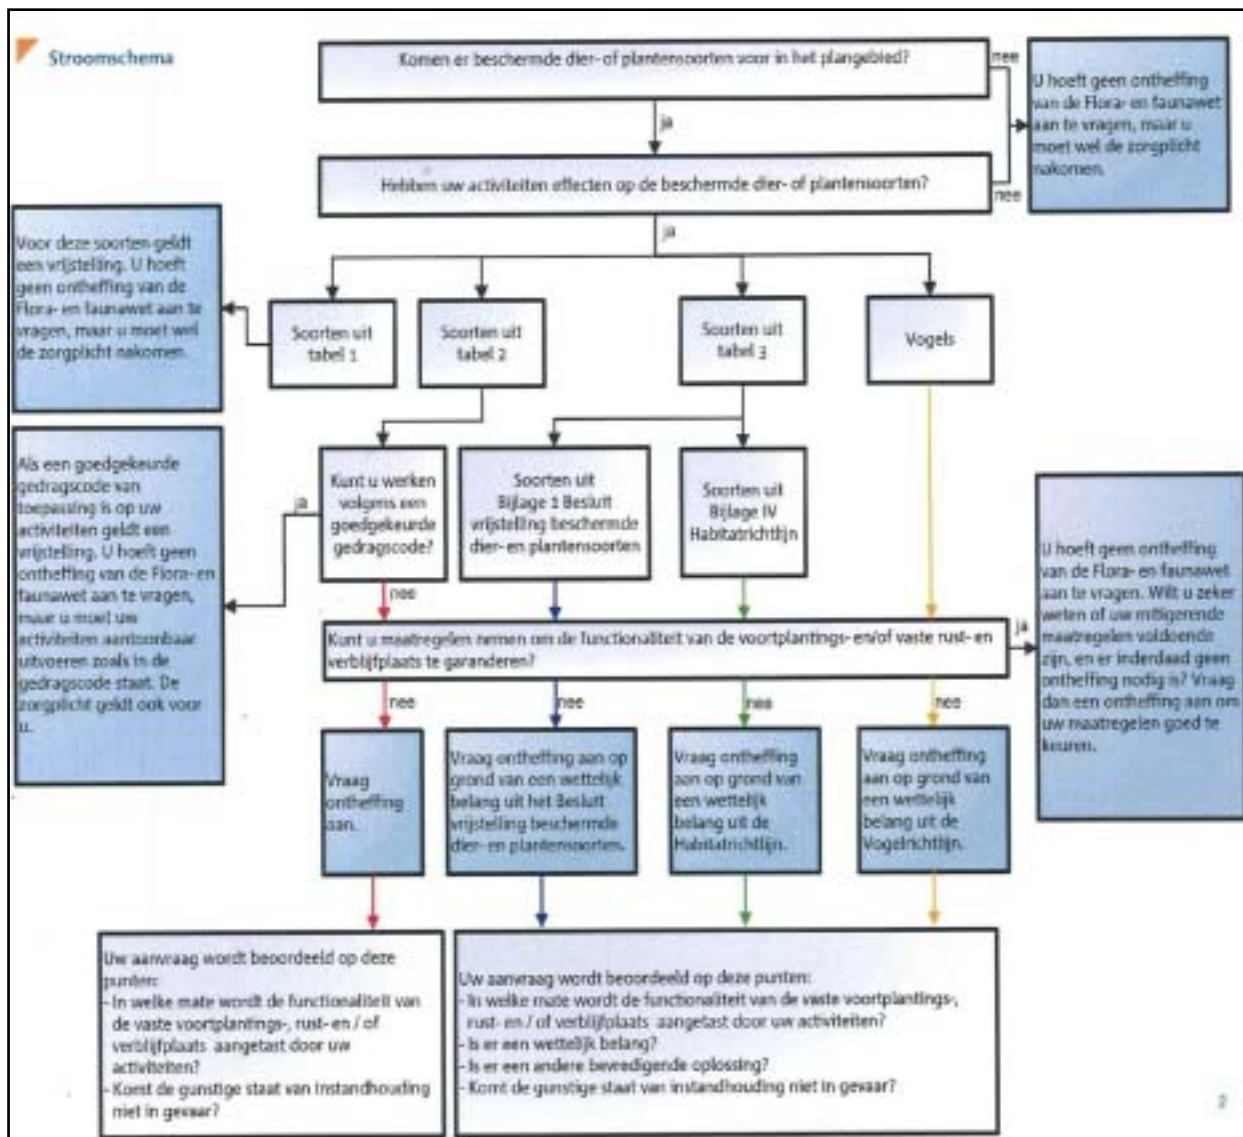 Stroomschema
Komen er beschermde dier- of plantensoorten voor in het plangebied?
nee
U hoeft geen ontheffing
van de Flora- en faunawet
aan te vragen, maar u
moet wel de zorgplicht
nakomen.
ja
Hebben uw activiteiten effecten op de beschermde dier- of plantensoorten?
nee
ja
Voor deze soorten geldt
een vrijstelling. U hoeft
geen ontheffing van de
Flora- en faunawet aan te
vragen, maar u moet wel
de zorgplicht nakomen.
Soorten uit
tabel 1
Soorten uit
tabel 2
Soorten uit
tabel 3
Vogels
Als een goedgekeurde
gedragscode van
toepassing is op uw
activiteiten geldt een
vrijstelling. U hoeft geen
ontheffing van de Flora- en
faunawet aan te vragen,
maar u moet uw
activiteiten aantoonbaar
uitvoeren zoals in de
gedragscode staat. De
zorgplicht geldt ook voor
u.
ja
Kunt u werken
volgens een
goedgekeurde
gedragscode?
Soorten uit
Bijlage 1 Besluit
vrijstelling beschermde
dier- en plantensoorten
Soorten uit
Bijlage IV
Habitatrichtlijn
nee
Kunt u maatregelen nemen om de functionaliteit van de voortplantings- en/of vaste rust- en
verblijfplaats te garanderen?
ja
U hoeft geen ontheffing
van de Flora- en faunawet
aan te vragen. Wilt u zeker
weten of uw mitigerende
maatregelen voldoende
zijn, en er inderdaad geen
ontheffing nodig is? Vraag
dan een ontheffing aan om
uw maatregelen goed te
keuren.
nee
nee
nee
nee
Vraag
ontheffing
aan.
Vraag ontheffing aan op
grond van een wettelijk
belang uit het Besluit
vrijstelling beschermde
dier- en plantensoorten.
Vraag ontheffing
aan op grond van
een wettelijk
belang uit de
Habitatrichtlijn.
Vraag ontheffing
aan op grond van
een wettelijk
belang uit de
Vogelrichtlijn.
Uw aanvraag wordt beoordeeld op deze
punten:
- In welke mate wordt de functionaliteit van
de vaste voortplantings-, rust- en / of
verblijfplaats aangetast door uw
activiteiten?
- Komt de gunstige staat van instandhouding
niet in gevaar?
Uw aanvraag wordt beoordeeld op deze punten:
- In welke mate wordt de functionaliteit van de vaste voortplantings-,
rust- en / of verblijfplaats aangetast door uw activiteiten?
- Is er een wettelijk belang?
- Is er een andere bevredigende oplossing?
- Komt de gunstige staat van instandhouding niet in gevaar?
2